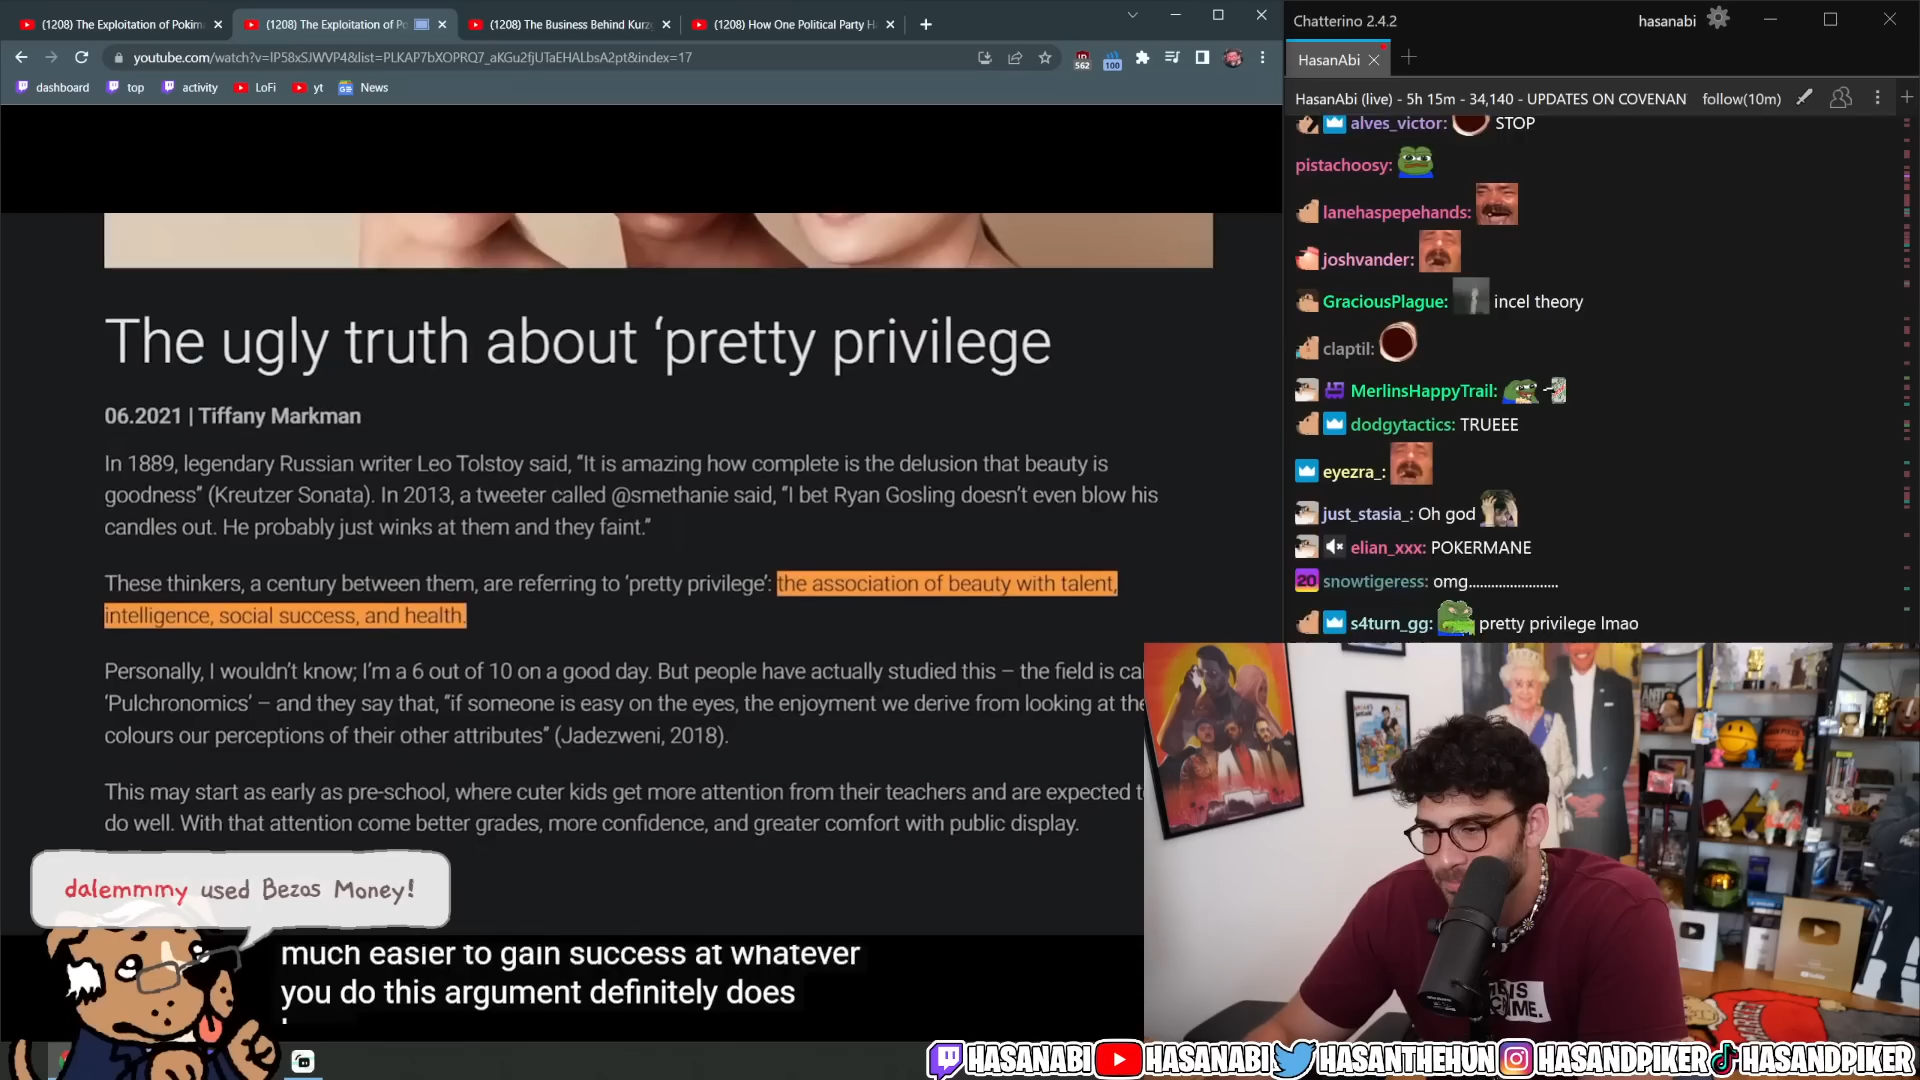 (1208) The Exploitation of Pokim
(1208) The Exploitation of Po
(1208) The Business Behind Kurz
(1208) How One Political Party H
youtube.com/watch?v=lP58xSJWVP4&list=PLKAP7bXOPRQ7_aKGu2fjUTaEHALbsA2pt&index=17
562
100
dashboard
top
activity
LoFi
yt
News
The ugly truth about ‘pretty privilege
06.2021 | Tiffany Markman
In 1889, legendary Russian writer Leo Tolstoy said, “It is amazing how complete is the delusion that beauty is
goodness” (Kreutzer Sonata). In 2013, a tweeter called @smethanie said, “I bet Ryan Gosling doesn’t even blow his
candles out. He probably just winks at them and they faint.”
These thinkers, a century between them, are referring to ‘pretty privilege’: the association of beauty with talent,
intelligence, social success, and health.
Personally, I wouldn’t know; I’m a 6 out of 10 on a good day. But people have actually studied this – the field is cal
‘Pulchronomics’ – and they say that, “if someone is easy on the eyes, the enjoyment we derive from looking at the
colours our perceptions of their other attributes” (Jadezweni, 2018).
This may start as early as pre-school, where cuter kids get more attention from their teachers and are expected t
do well. With that attention come better grades, more confidence, and greater comfort with public display.
dalemmmy used Bezos Money!
much easier to gain success at whatever
you do this argument definitely does
Chatterino 2.4.2
hasanabi
HasanAbi
HasanAbi (live) - 5h 15m - 34,140 - UPDATES ON COVENAN
follow(10m)
alves_victor: STOP
pistachoosy:
lanehaspepehands:
joshvander:
GraciousPlague: incel theory
claptil:
MerlinsHappyTrail:
dodgytactics: TRUEEE
eyezra_:
just_stasia_: Oh god
elian_xxx: POKERMANE
20 snowtigeress: omg.......................
s4turn_gg: pretty privilege lmao
HASANABI
HASANABI
HASANTHEHUN
HASANDPIKER
HASANDPIKER